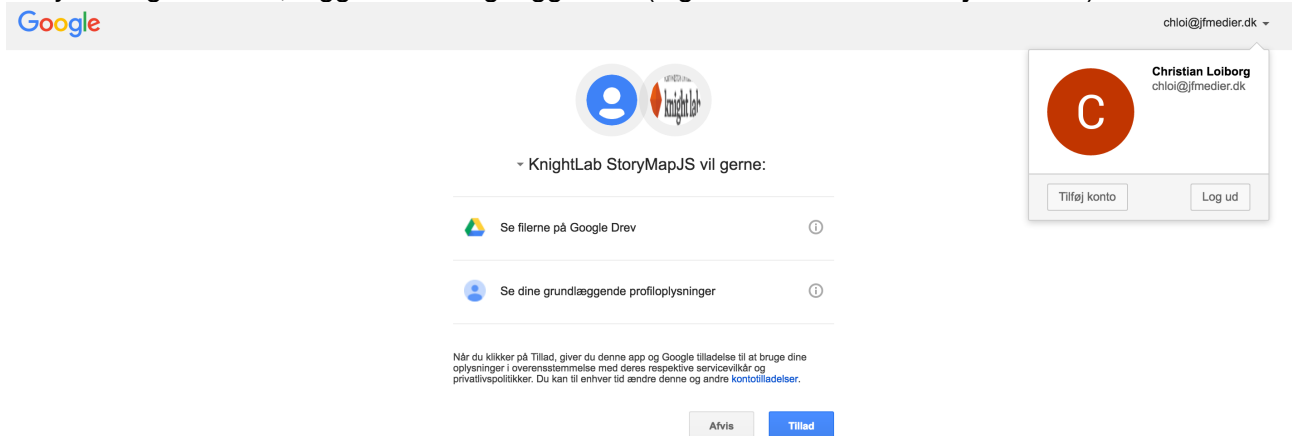 Google
chloi@jfmedier.dk
Christian Loiborg
chloi@jfmedier.dk
C
Tilføj konto
Log ud
knight lab
KnightLab StoryMapJS vil gerne:
Se filerne på Google Drev
Se dine grundlæggende profiloplysninger
Når du klikker på Tillad, giver du denne app og Google tilladelse til at bruge dine
oplysninger i overensstemmelse med deres respektive servicevilkår og
privatlivspolitikker. Du kan til enhver tid ændre denne og andre kontotilladelser.
Afvis
Tillad